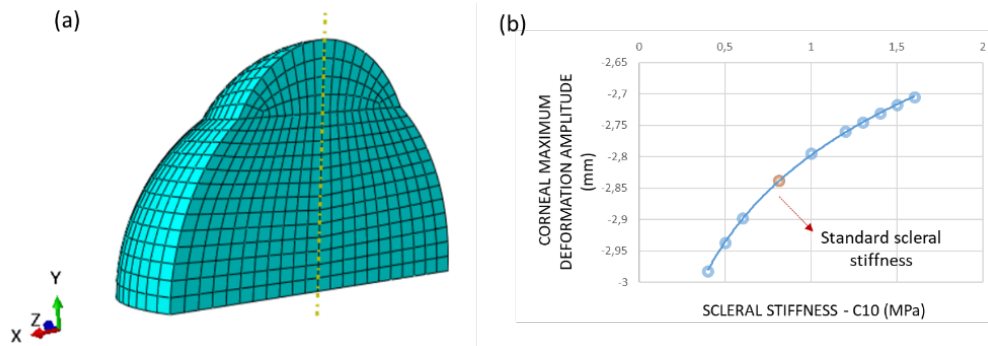 (a)
Y
Z
X
(b)
0 0,5 1 1,5 2
-2,65
-2,7
-2,75
-2,8
-2,85
-2,9
-2,95
-3
CORNEAL MAXIMUM
DEFORMATION AMPLITUDE
(mm)
Standard scleral
stiffness
SCLERAL STIFFNESS - C10 (MPa)